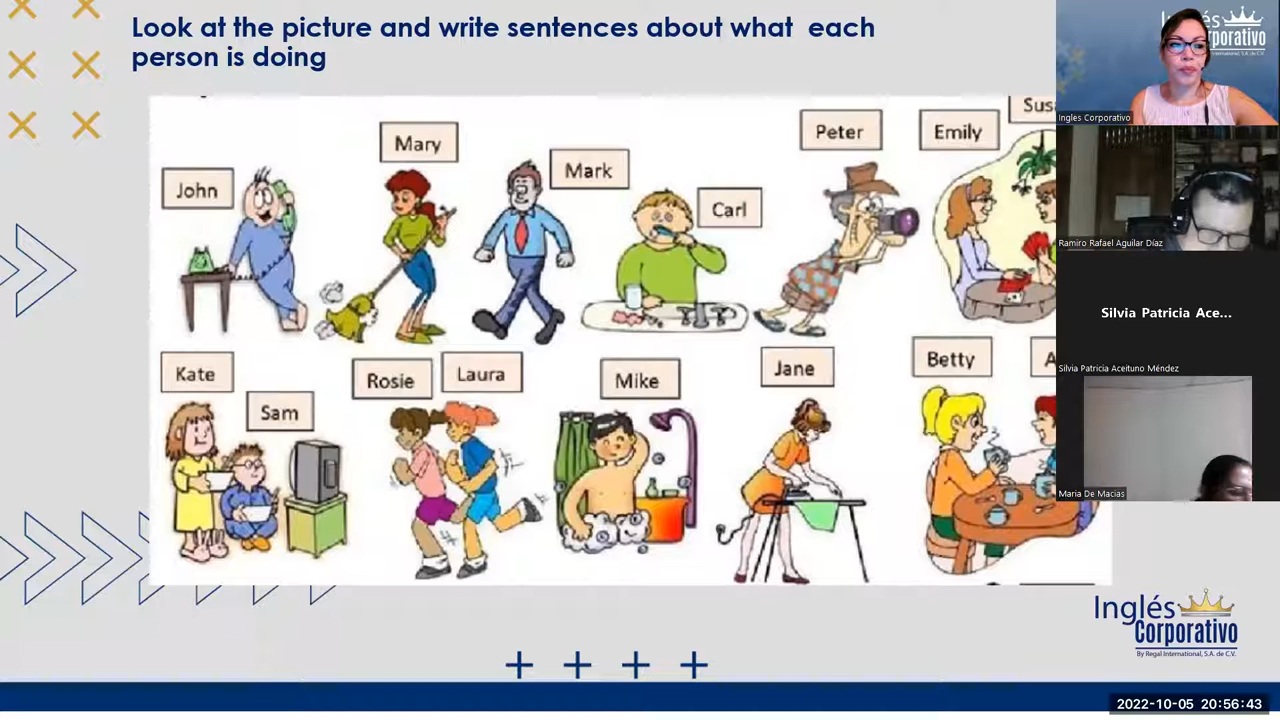 Look at the picture and write sentences about what each
person is doing
John
Mary
Mark
Carl
Peter
Emily
Kate
Sam
Rosie
Laura
Mike
Jane
Betty
Inglés
Corporativo
By Regal International, S.A. de C.V.
Ingles Corporativo
Ramiro Rafael Aguilar Díaz
Silvia Patricia Ace...
Silvia Patricia Aceituno Méndez
Maria De Macias
2022-10-05 20:56:43